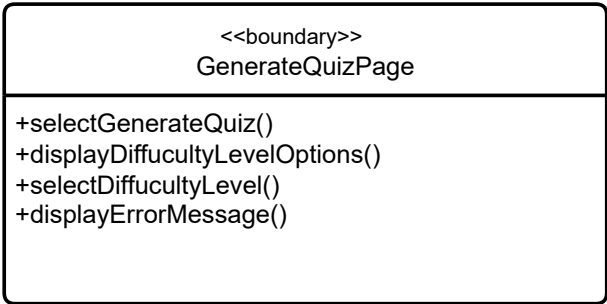 <<boundary>>
GenerateQuizPage
+selectGenerateQuiz()
+displayDiffucultyLevelOptions()
+selectDiffucultyLevel()
+displayErrorMessage()